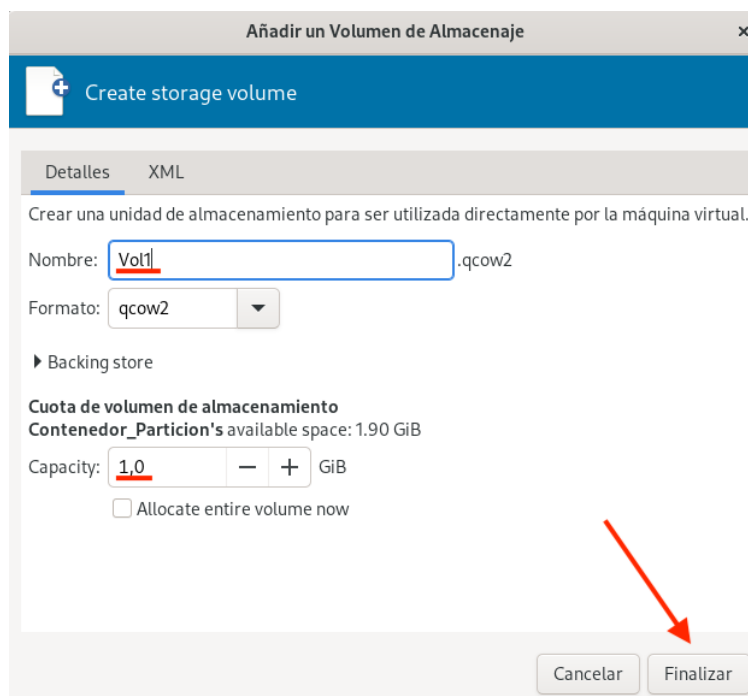 Añadir un Volumen de Almacenaje
×
Create storage volume
Detalles XML
Crear una unidad de almacenamiento para ser utilizada directamente por la máquina virtual.
Nombre: Vol1 .qcow2
Formato: qcow2
Backing store
Cuota de volumen de almacenamiento
Contenedor_Particion's available space: 1.90 GiB
Capacity: 1,0 − + GiB
Allocate entire volume now
Cancelar Finalizar